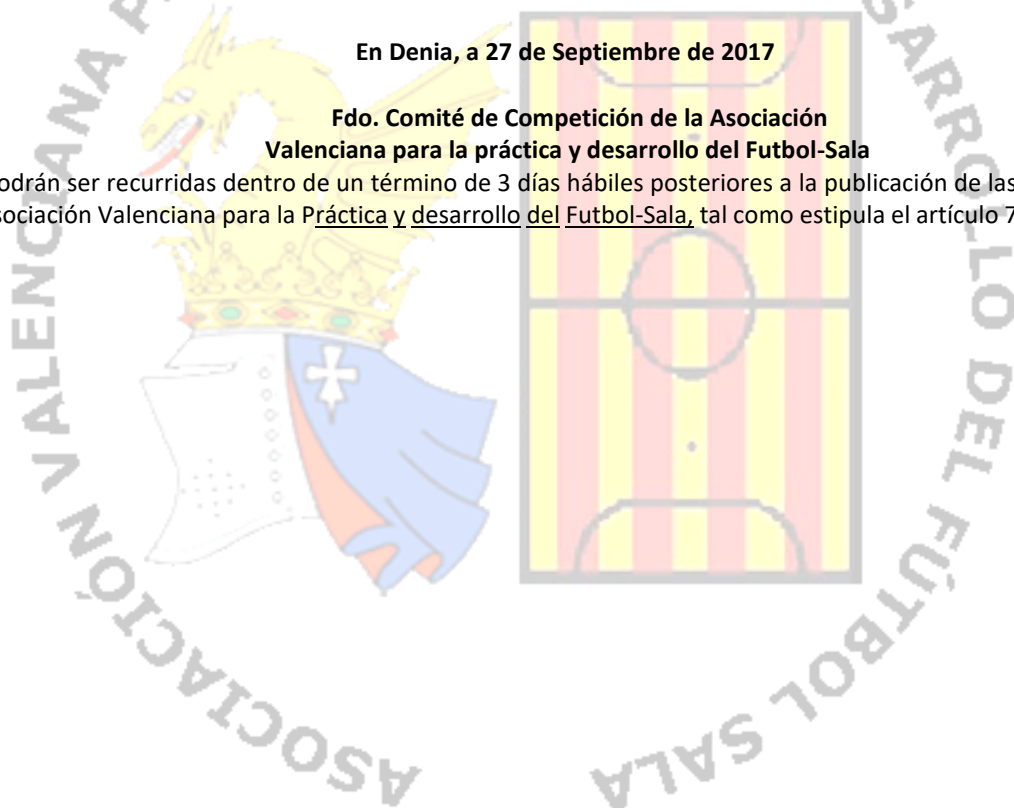 En Denia, a 27 de Septiembre de 2017
Fdo. Comité de Competición de la Asociación
Valenciana para la práctica y desarrollo del Futbol-Sala
odrán ser recurridas dentro de un término de 3 días hábiles posteriores a la publicación de las
sociación Valenciana para la Práctica y desarrollo del Futbol-Sala, tal como estipula el artículo 7
ASOCIACIÓN VALENCIANA P
SARROLLO DEL FÚTBOL SALA